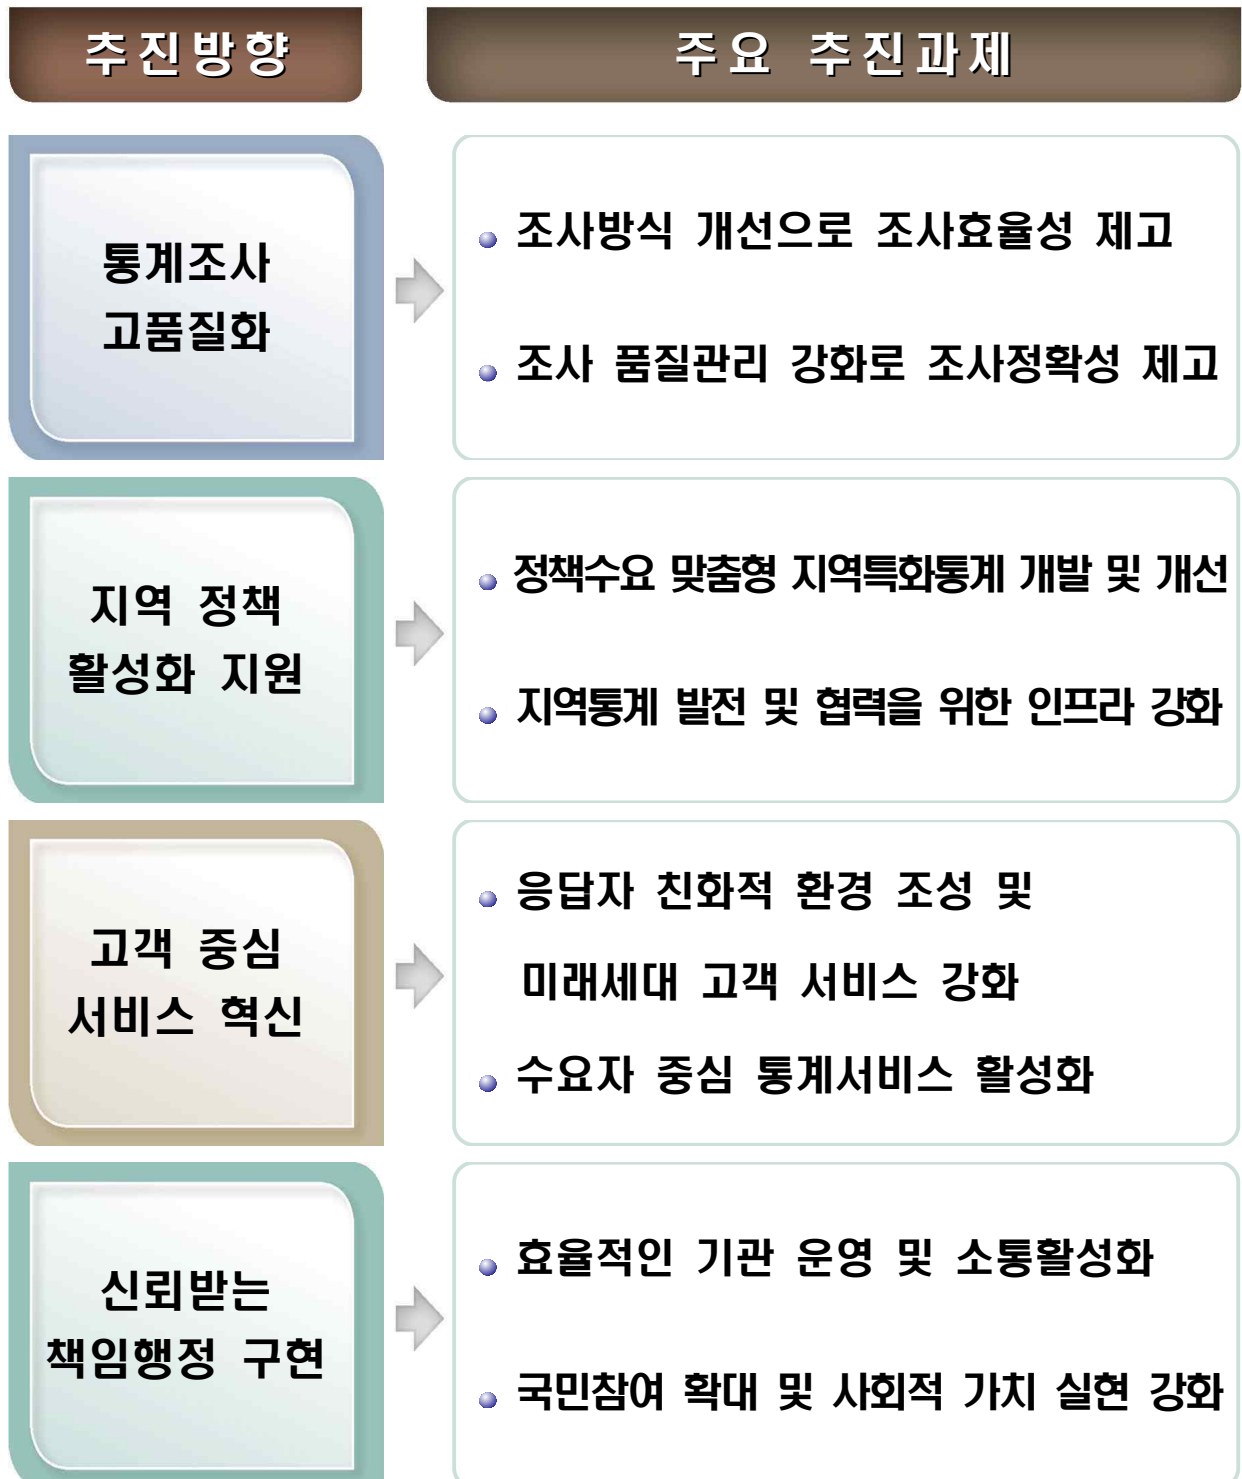 추진방향
주요 추진과제
통계조사
고품질화
조사방식 개선으로 조사효율성 제고
조사 품질관리 강화로 조사정확성 제고
지역 정책
활성화 지원
정책수요 맞춤형 지역특화통계 개발 및 개선
지역통계 발전 및 협력을 위한 인프라 강화
고객 중심
서비스 혁신
응답자 친화적 환경 조성 및
미래세대 고객 서비스 강화
수요자 중심 통계서비스 활성화
신뢰받는
책임행정 구현
효율적인 기관 운영 및 소통활성화
국민참여 확대 및 사회적 가치 실현 강화